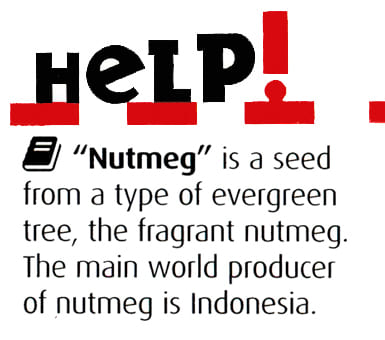 HeLP!
"Nutmeg" is a seed
from a type of evergreen
tree, the fragrant nutmeg.
The main world producer
of nutmeg is Indonesia.